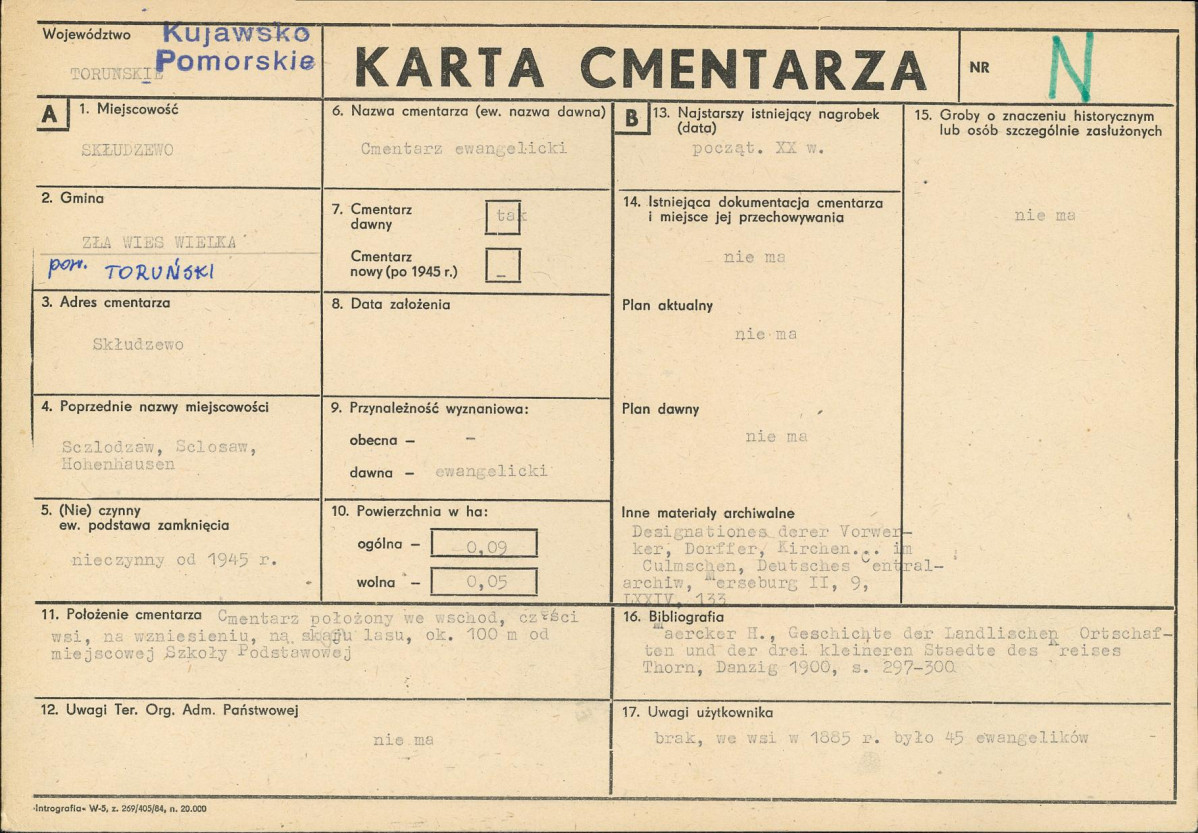 Województwo
TORUŃSKIE
Kujawsko
Pomorskie
KARTA CMENTARZA
NR
N
A
1. Miejscowość
SKŁUDZEWO
2. Gmina
ZŁA WIES WIELKA
pow. TORUŃSKI
3. Adres cmentarza
Skłudzewo
4. Poprzednie nazwy miejscowości
Sczlodzaw, Sclosaw,
Hohenhausen
5. (Nie) czynny
ew. podstawa zamknięcia
nieczynny od 1945 r.
6. Nazwa cmentarza (ew. nazwa dawna)
Cmentarz ewangelicki
7. Cmentarz
dawny
tak
Cmentarz
nowy (po 1945 r.)
–
8. Data założenia
9. Przynależność wyznaniowa:
obecna – –
dawna – ewangelicki
10. Powierzchnia w ha:
ogólna – 0,09
wolna – 0,05
11. Położenie cmentarza Cmentarz położony we wschod, części
wsi, na wzniesieniu, na skraju lasu, ok. 100 m od
miejscowej Szkoły Podstawowej
12. Uwagi Ter. Org. Adm. Państwowej
nie ma
B
13. Najstarszy istniejący nagrobek
(data)
począt. XX w.
14. Istniejąca dokumentacja cmentarza
i miejsce jej przechowywania
nie ma
Plan aktualny
nie ma
Plan dawny
nie ma
Inne materiały archiwalne
Designationes derer Vorwer-
ker, Dorffer, Kirchen... im
Culmschen, Deutsches Central-
archiw, Merseburg II, 9,
LXXIV, 133
15. Groby o znaczeniu historycznym
lub osób szczególnie zasłużonych
nie ma
16. Bibliografia
Maercker H., Geschichte der Landlischen Ortschaf-
ten und der drei kleineren Staedte des Kreises
Thorn, Danzig 1900, s. 297-300
17. Uwagi użytkownika
brak, we wsi w 1885 r. było 45 ewangelików
•Intrografia• W-5, z. 269/405/84, n. 20.000